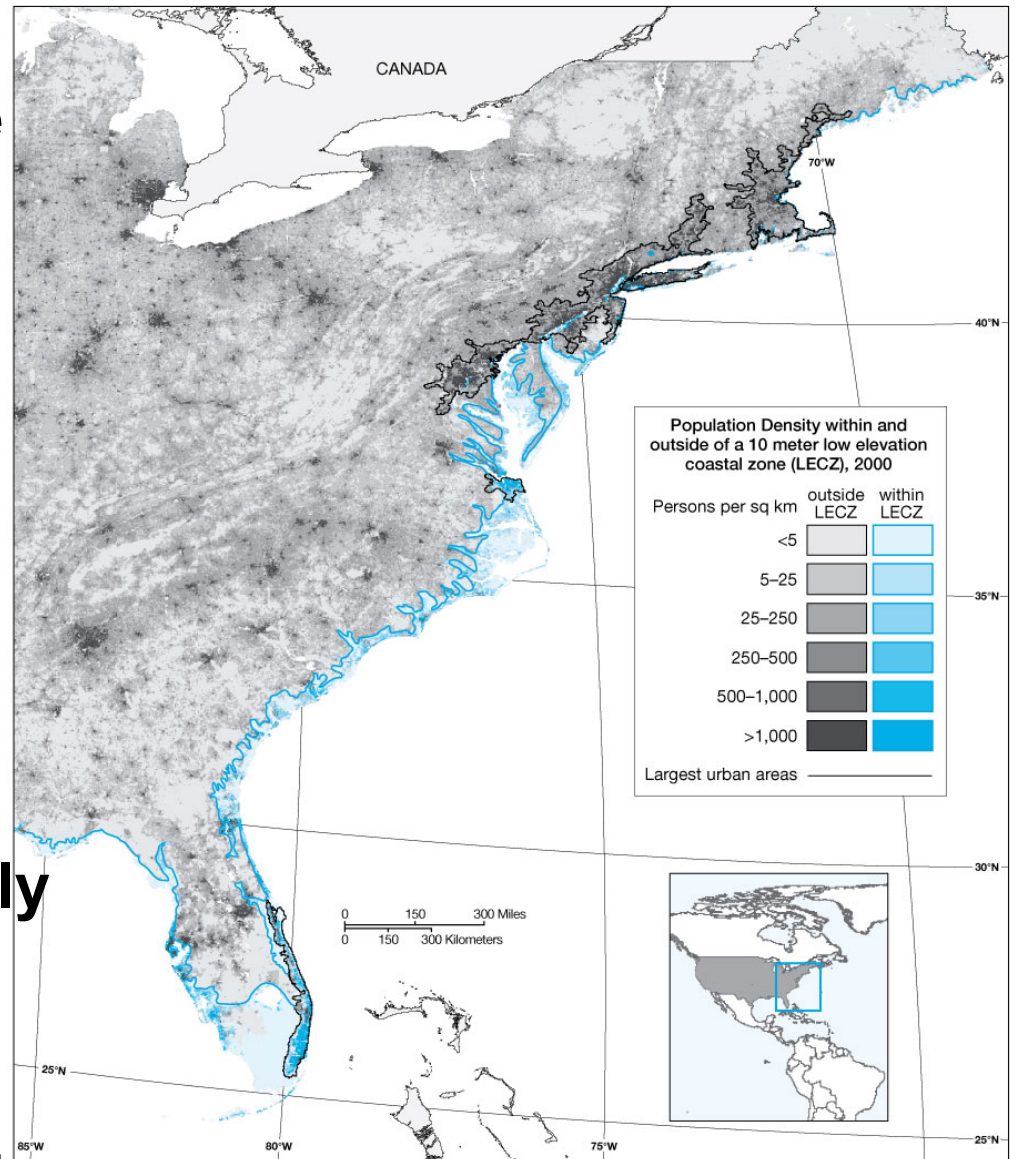 CANADA
70°W
40°N
Population Density within and
outside of a 10 meter low elevation
coastal zone (LECZ), 2000
Persons per sq km
outside
LECZ
within
LECZ
<5
5–25
25–250
250–500
500–1,000
>1,000
Largest urban areas
35°N
30°N
ly
0 150 300 Miles
0 150 300 Kilometers
25°N
85°W
80°W
75°W
25°N